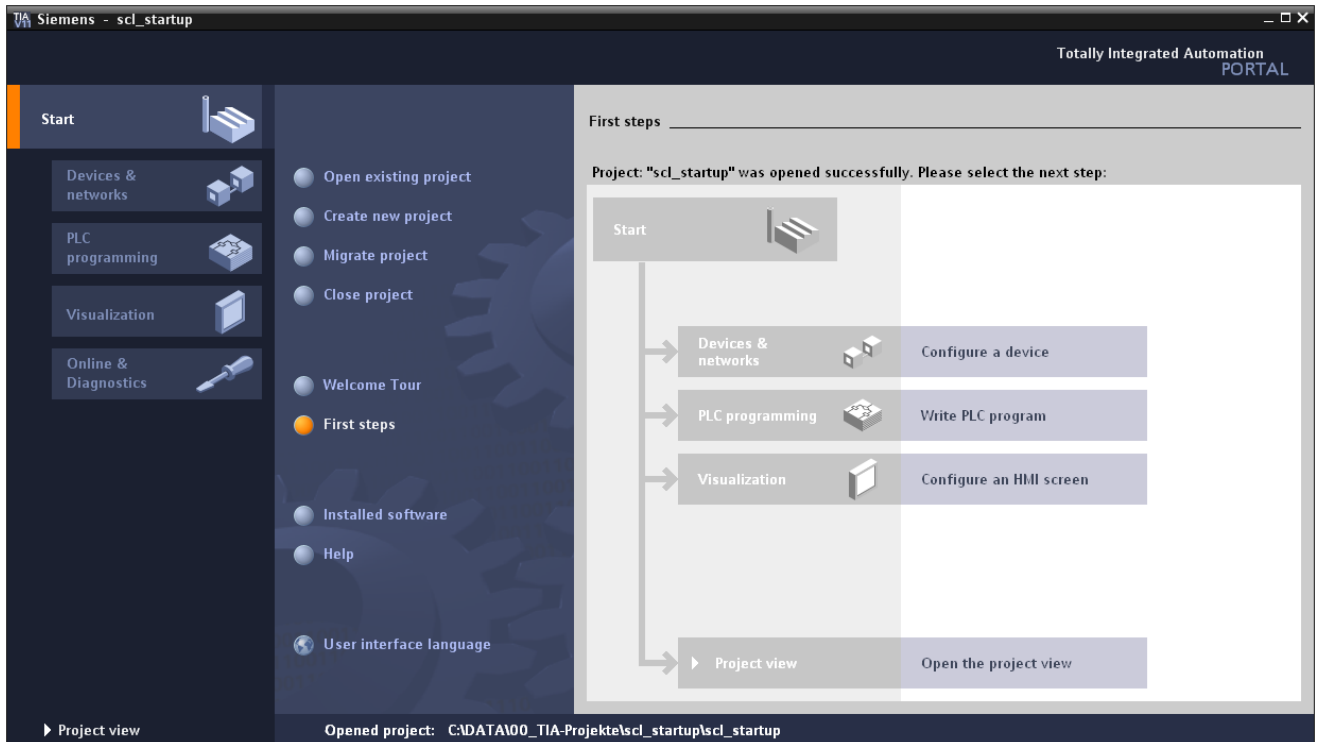 TIA V11 Siemens - scl_startup
Totally Integrated Automation
PORTAL
Start
Devices &
networks
PLC
programming
Visualization
Online &
Diagnostics
Project view
Open existing project
Create new project
Migrate project
Close project
Welcome Tour
First steps
Installed software
Help
User interface language
First steps
Project: "scl_startup" was opened successfully. Please select the next step:
Start
Devices &
networks
Configure a device
PLC programming
Write PLC program
Visualization
Configure an HMI screen
Project view
Open the project view
Opened project: C:\DATA\00_TIA-Projekte\scl_startup\scl_startup